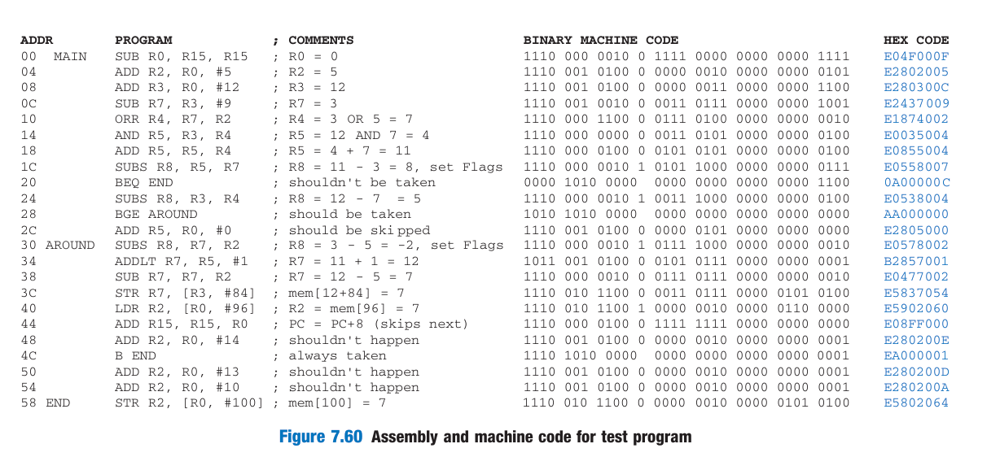 ADDR PROGRAM ; COMMENTS BINARY MACHINE CODE HEX CODE
00 MAIN SUB R0, R15, R15 ; R0 = 0 1110 000 0010 0 1111 0000 0000 0000 1111 E04F000F
04 ADD R2, R0, #5 ; R2 = 5 1110 001 0100 0 0000 0010 0000 0000 0101 E2802005
08 ADD R3, R0, #12 ; R3 = 12 1110 001 0100 0 0000 0011 0000 0000 1100 E280300C
0C SUB R7, R3, #9 ; R7 = 3 1110 001 0010 0 0011 0111 0000 0000 1001 E2437009
10 ORR R4, R7, R2 ; R4 = 3 OR 5 = 7 1110 000 1100 0 0111 0100 0000 0000 0010 E1874002
14 AND R5, R3, R4 ; R5 = 12 AND 7 = 4 1110 000 0000 0 0011 0101 0000 0000 0100 E0035004
18 ADD R5, R5, R4 ; R5 = 4 + 7 = 11 1110 000 0100 0 0101 0101 0000 0000 0100 E0855004
1C SUBS R8, R5, R7 ; R8 = 11 - 3 = 8, set Flags 1110 000 0010 1 0101 1000 0000 0000 0111 E0558007
20 BEQ END ; shouldn't be taken 0000 1010 0000 0000 0000 0000 0000 1100 0A00000C
24 SUBS R8, R3, R4 ; R8 = 12 - 7 = 5 1110 000 0010 1 0011 1000 0000 0000 0100 E0538004
28 BGE AROUND ; should be taken 1010 1010 0000 0000 0000 0000 0000 0000 AA000000
2C ADD R5, R0, #0 ; should be skipped 1110 001 0100 0 0000 0101 0000 0000 0000 E2805000
30 AROUND SUBS R8, R7, R2 ; R8 = 3 - 5 = -2, set Flags 1110 000 0010 1 0111 1000 0000 0000 0010 E0578002
34 ADDLT R7, R5, #1 ; R7 = 11 + 1 = 12 1011 001 0100 0 0101 0111 0000 0000 0001 B2857001
38 SUB R7, R7, R2 ; R7 = 12 - 5 = 7 1110 000 0010 0 0111 0111 0000 0000 0010 E0477002
3C STR R7, [R3, #84] ; mem[12+84] = 7 1110 010 1100 0 0011 0111 0000 0101 0100 E5837054
40 LDR R2, [R0, #96] ; R2 = mem[96] = 7 1110 010 1100 1 0000 0010 0000 0110 0000 E5902060
44 ADD R15, R15, R0 ; PC = PC+8 (skips next) 1110 000 0100 0 1111 1111 0000 0000 0000 E08FF000
48 ADD R2, R0, #14 ; shouldn't happen 1110 001 0100 0 0000 0010 0000 0000 0001 E280200E
4C B END ; always taken 1110 1010 0000 0000 0000 0000 0000 0001 EA000001
50 ADD R2, R0, #13 ; shouldn't happen 1110 001 0100 0 0000 0010 0000 0000 0001 E280200D
54 ADD R2, R0, #10 ; shouldn't happen 1110 001 0100 0 0000 0010 0000 0000 0001 E280200A
58 END STR R2, [R0, #100] ; mem[100] = 7 1110 010 1100 0 0000 0010 0000 0101 0100 E5802064
Figure 7.60 Assembly and machine code for test program